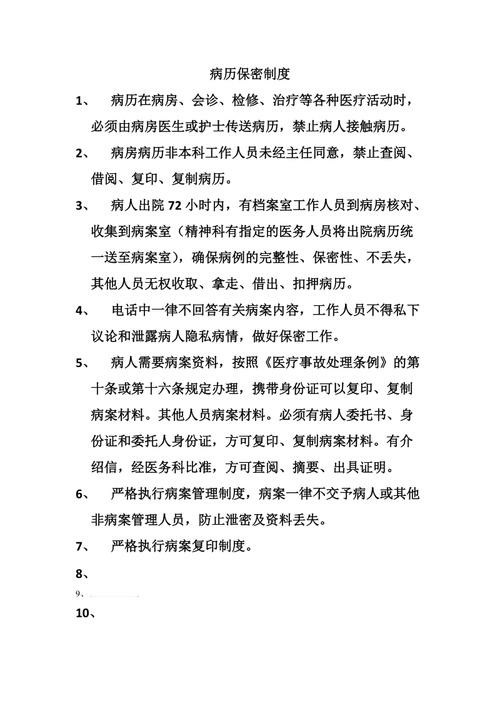 病历保密制度
1、 病历在病房、会诊、检修、治疗等各种医疗活动时，
必须由病房医生或护士传送病历，禁止病人接触病历。
2、 病房病历非本科工作人员未经主任同意，禁止查阅、
借阅、复印、复制病历。
3、 病人出院 72 小时内，有档案室工作人员到病房核对、
收集到病案室（精神科有指定的医务人员将出院病历统
一送至病案室），确保病例的完整性、保密性、不丢失，
其他人员无权收取、拿走、借出、扣押病历。
4、 电话中一律不回答有关病案内容，工作人员不得私下
议论和泄露病人隐私病情，做好保密工作。
5、 病人需要病案资料，按照《医疗事故处理条例》的第
十条或第十六条规定办理，携带身份证可以复印、复制
病案材料。其他人员病案材料。必须有病人委托书、身
份证和委托人身份证，方可复印、复制病案材料。有介
绍信，经医务科比准，方可查阅、摘要、出具证明。
6、 严格执行病案管理制度，病案一律不交予病人或其他
非病案管理人员，防止泄密及资料丢失。
7、 严格执行病案复印制度。
8、
9、
10、